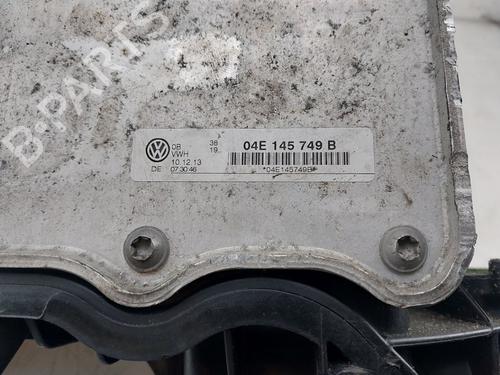 B-PARTS
VW
0B
38
VWH
19
04E 145 749 B
10.12.13
DE
07:30:46
*04E145749B*